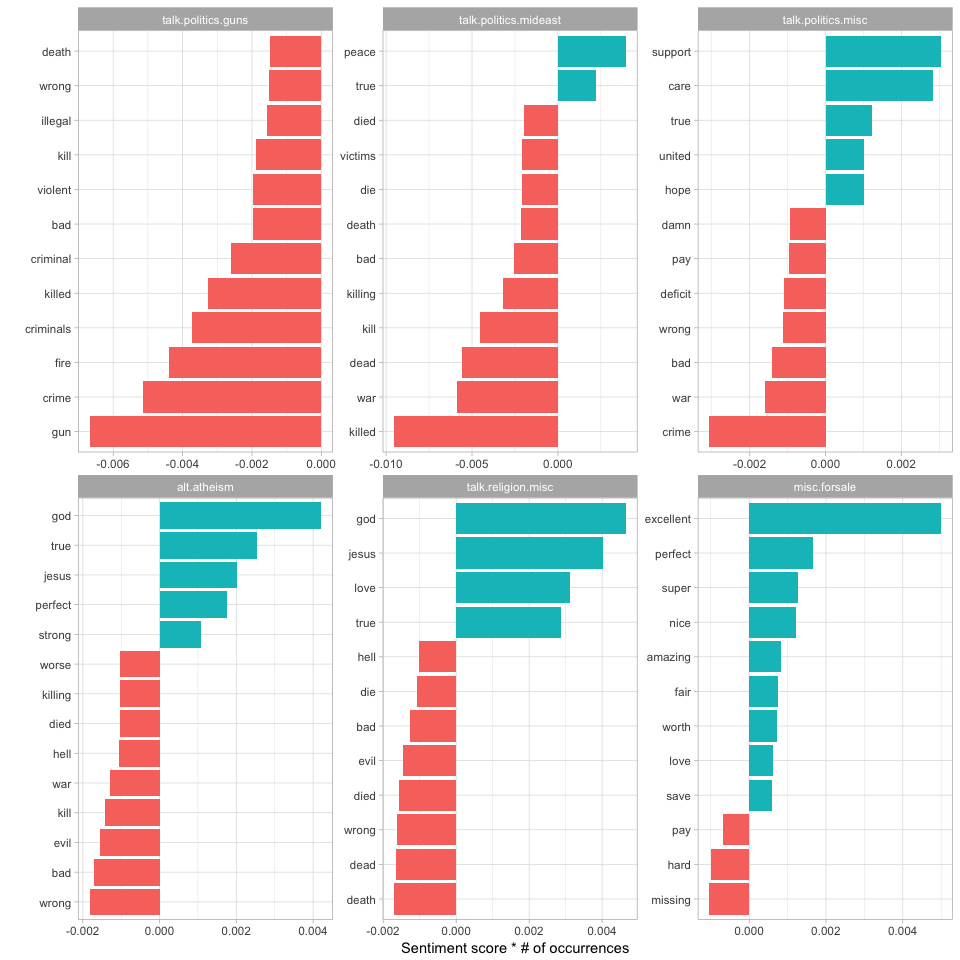 talk.politics.guns
death
wrong
illegal
kill
violent
bad
criminal
killed
criminals
fire
crime
gun
-0.006 -0.004 -0.002 0.000
talk.politics.mideast
peace
true
died
victims
die
death
bad
killing
kill
dead
war
killed
-0.010 -0.005 0.000
talk.politics.misc
support
care
true
united
hope
damn
pay
deficit
wrong
bad
war
crime
-0.002 0.000 0.002
alt.atheism
god
true
jesus
perfect
strong
worse
killing
died
hell
war
kill
evil
bad
wrong
-0.002 0.000 0.002 0.004
talk.religion.misc
god
jesus
love
true
hell
die
bad
evil
died
wrong
dead
death
-0.002 0.000 0.002 0.004
misc.forsale
excellent
perfect
super
nice
amazing
fair
worth
love
save
pay
hard
missing
0.000 0.002 0.004
Sentiment score * # of occurrences